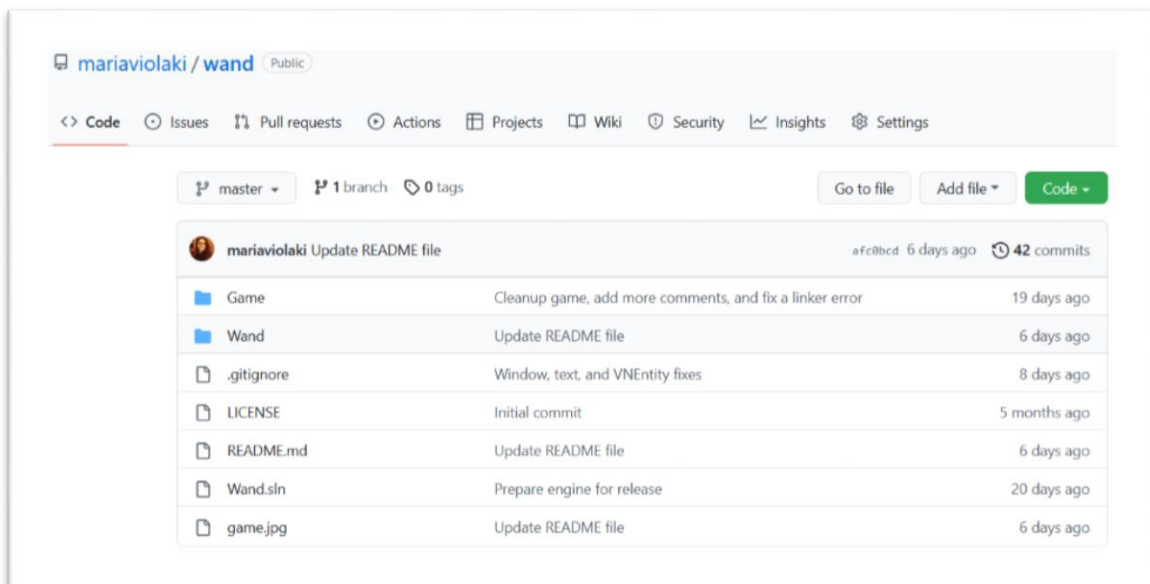 mariaviolaki / wand Public
Code Issues Pull requests Actions Projects Wiki Security Insights Settings
master 1 branch 0 tags Go to file Add file Code
mariaviolaki Update README file afc0bcd 6 days ago 42 commits
Game Cleanup game, add more comments, and fix a linker error 19 days ago
Wand Update README file 6 days ago
.gitignore Window, text, and VNEntity fixes 8 days ago
LICENSE Initial commit 5 months ago
README.md Update README file 6 days ago
Wand.sln Prepare engine for release 20 days ago
game.jpg Update README file 6 days ago